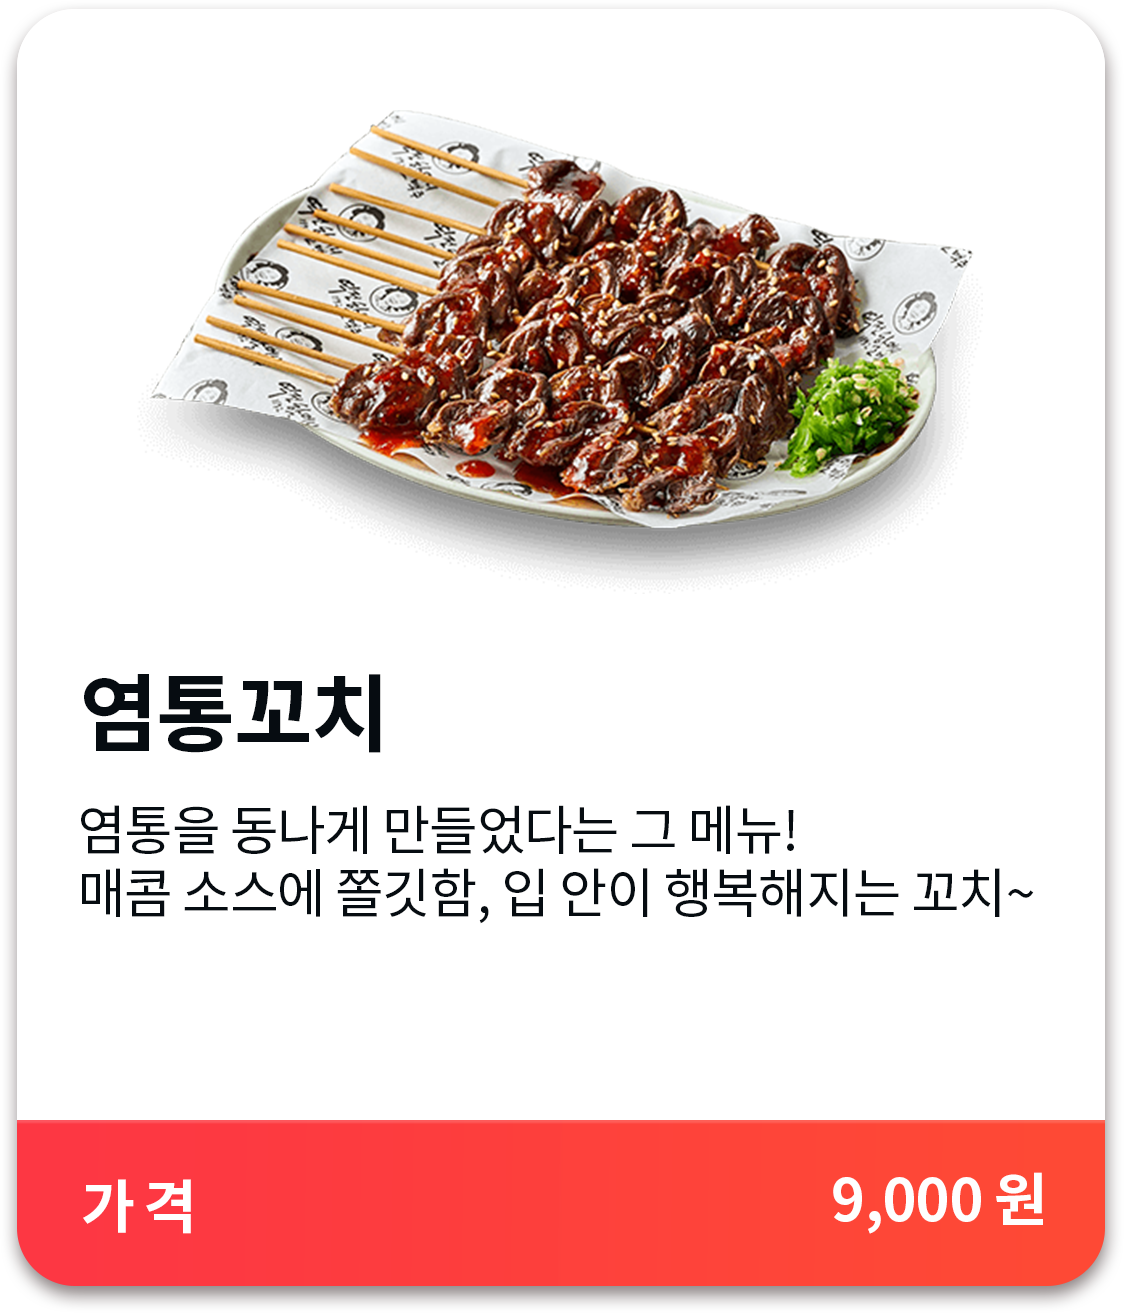 염통꼬치
염통을 동나게 만들었다는 그 메뉴!
매콤 소스에 쫄깃함, 입 안이 행복해지는 꼬치~
가격
9,000 원